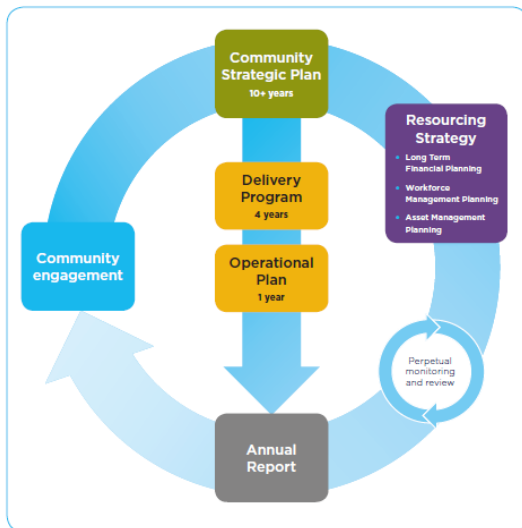 Community
Strategic Plan
10+ years
Resourcing
Strategy
• Long Term
Financial Planning
• Workforce
Management Planning
• Asset Management
Planning
Delivery
Program
4 years
Community
engagement
Operational
Plan
1 year
Perpetual
monitoring
and review
Annual
Report